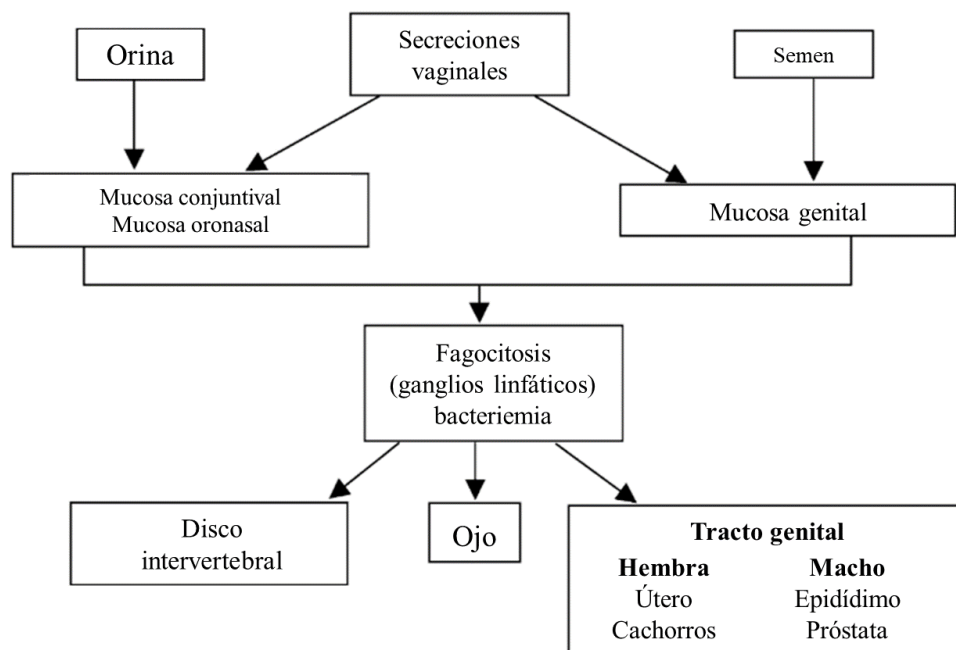 Orina
Secreciones
vaginales
Semen
Mucosa conjuntival
Mucosa oronasal
Mucosa genital
Fagocitosis
(ganglios linfáticos)
bacteriemia
Disco
intervertebral
Ojo
Tracto genital
Hembra Macho
Útero Epidídimo
Cachorros Próstata